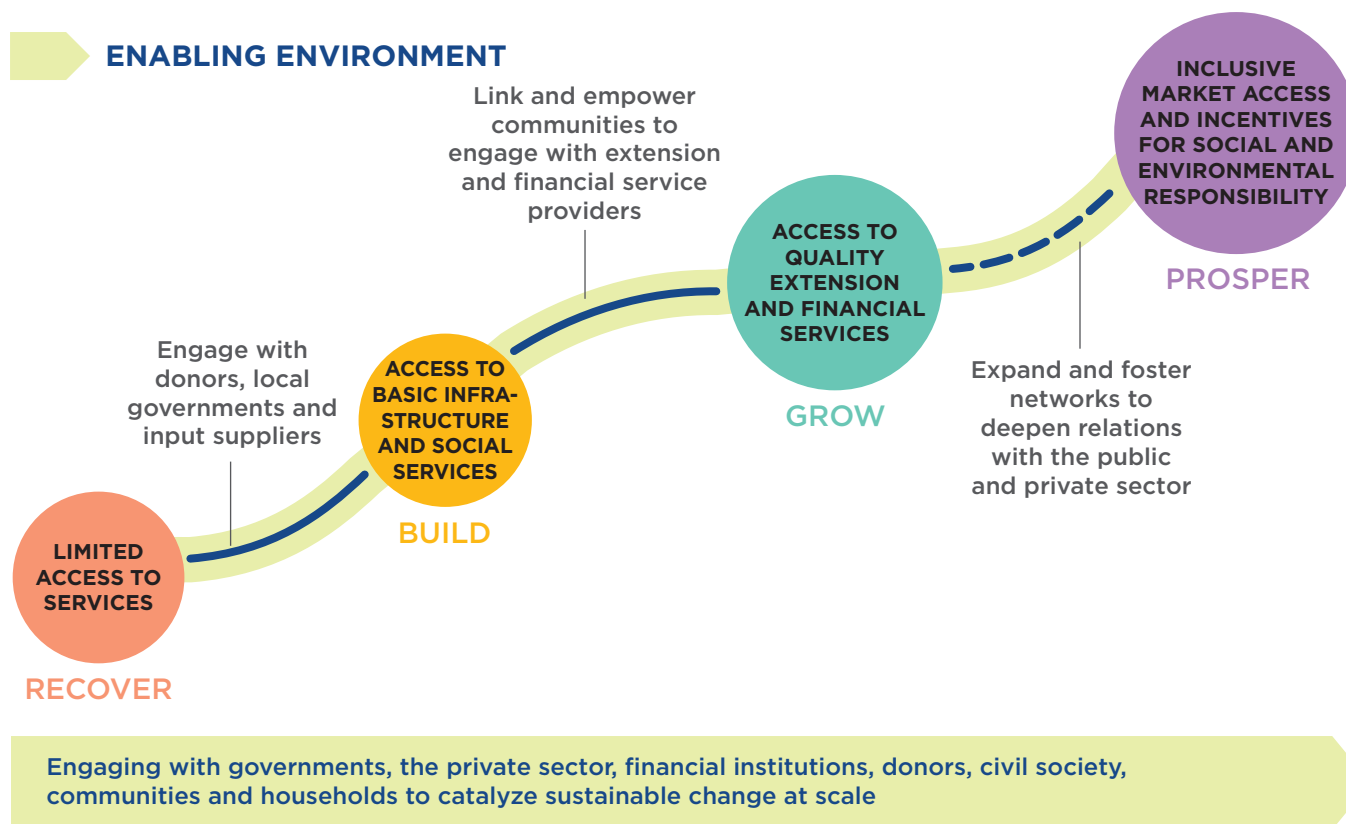 ENABLING ENVIRONMENT
LIMITED
ACCESS TO
SERVICES
RECOVER
Engage with
donors, local
governments and
input suppliers
ACCESS TO
BASIC INFRA-
STRUCTURE
AND SOCIAL
SERVICES
BUILD
Link and empower
communities to
engage with extension
and financial service
providers
ACCESS TO
QUALITY
EXTENSION
AND FINANCIAL
SERVICES
GROW
Expand and foster
networks to
deepen relations
with the public
and private sector
INCLUSIVE
MARKET ACCESS
AND INCENTIVES
FOR SOCIAL AND
ENVIRONMENTAL
RESPONSIBILITY
PROSPER
Engaging with governments, the private sector, financial institutions, donors, civil society,
communities and households to catalyze sustainable change at scale